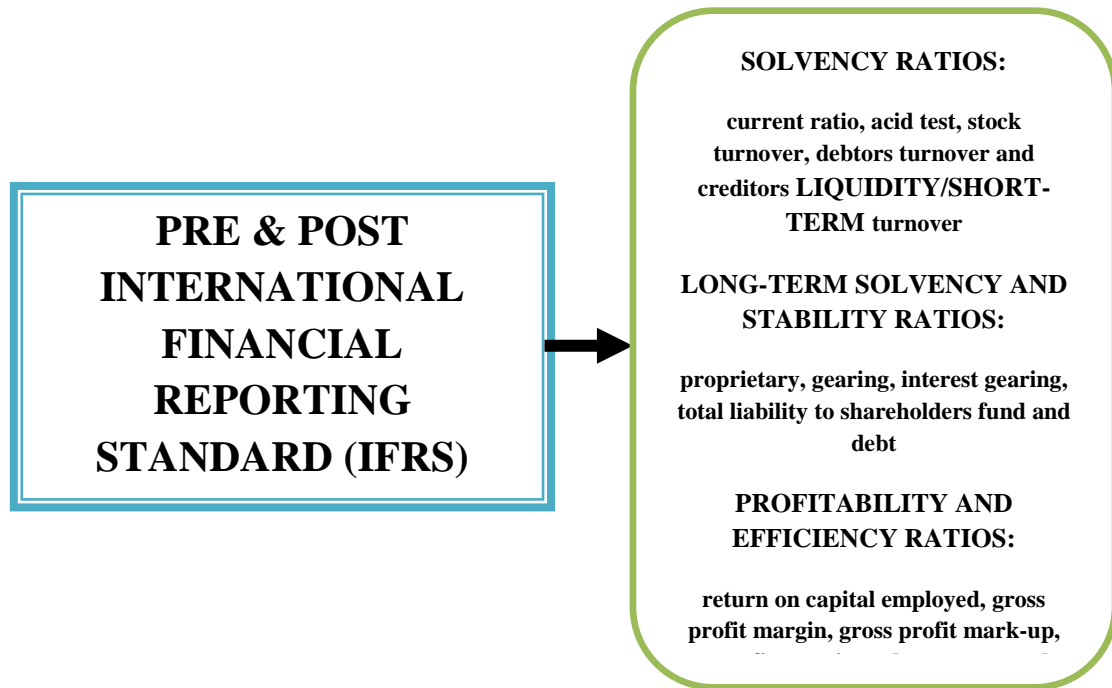 PRE & POST
INTERNATIONAL
FINANCIAL
REPORTING
STANDARD (IFRS)
SOLVENCY RATIOS:
current ratio, acid test, stock
turnover, debtors turnover and
creditors LIQUIDITY/SHORT-
TERM turnover
LONG-TERM SOLVENCY AND
STABILITY RATIOS:
proprietary, gearing, interest gearing,
total liability to shareholders fund and
debt
PROFITABILITY AND
EFFICIENCY RATIOS:
return on capital employed, gross
profit margin, gross profit mark-up,